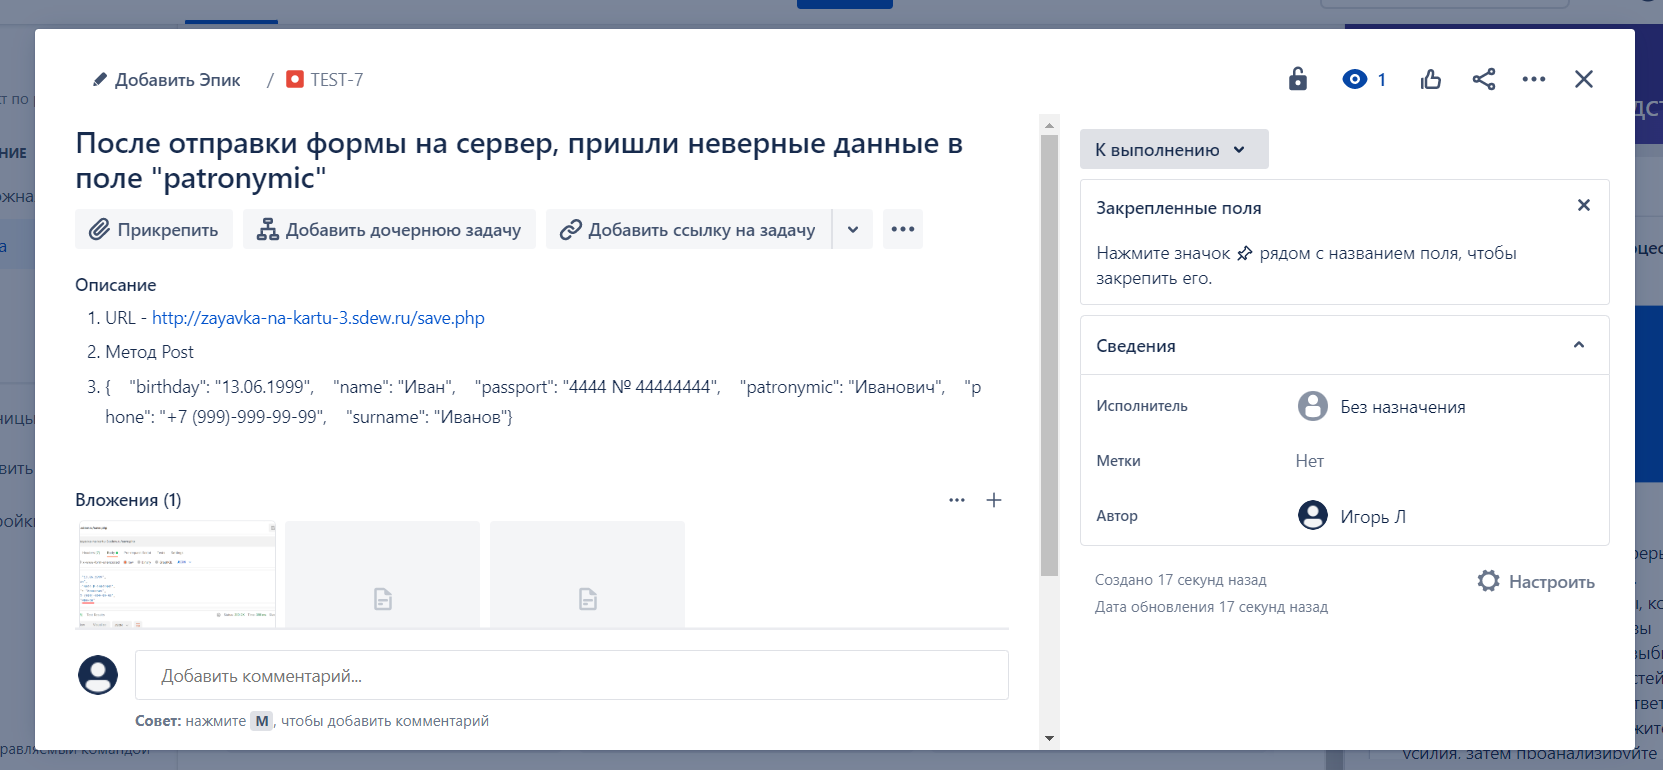 Добавить Эпик / TEST-7
1
После отправки формы на сервер, пришли неверные данные в
поле "patronymic"
Прикрепить
Добавить дочернюю задачу
Добавить ссылку на задачу
Описание
1. URL - http://zayavka-na-kartu-3.sdew.ru/save.php
2. Метод Post
3. { "birthday": "13.06.1999", "name": "Иван", "passport": "4444 № 44444444", "patronymic": "Иванович", "p
hone": "+7 (999)-999-99-99", "surname": "Иванов"}
Вложения (1)
Добавить комментарий...
Совет: нажмите M, чтобы добавить комментарий
К выполнению
Закрепленные поля
Нажмите значок рядом с названием поля, чтобы
закрепить его.
Сведения
Исполнитель
Без назначения
Метки
Нет
Автор
Игорь Л
Создано 17 секунд назад
Дата обновления 17 секунд назад
Настроить
усилия, затем проанализируйте